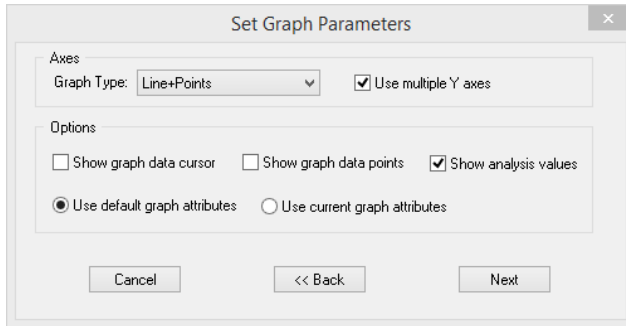 Set Graph Parameters
Axes
Graph Type: Line+Points Use multiple Y axes
Options
Show graph data cursor Show graph data points Show analysis values
Use default graph attributes Use current graph attributes
Cancel << Back Next